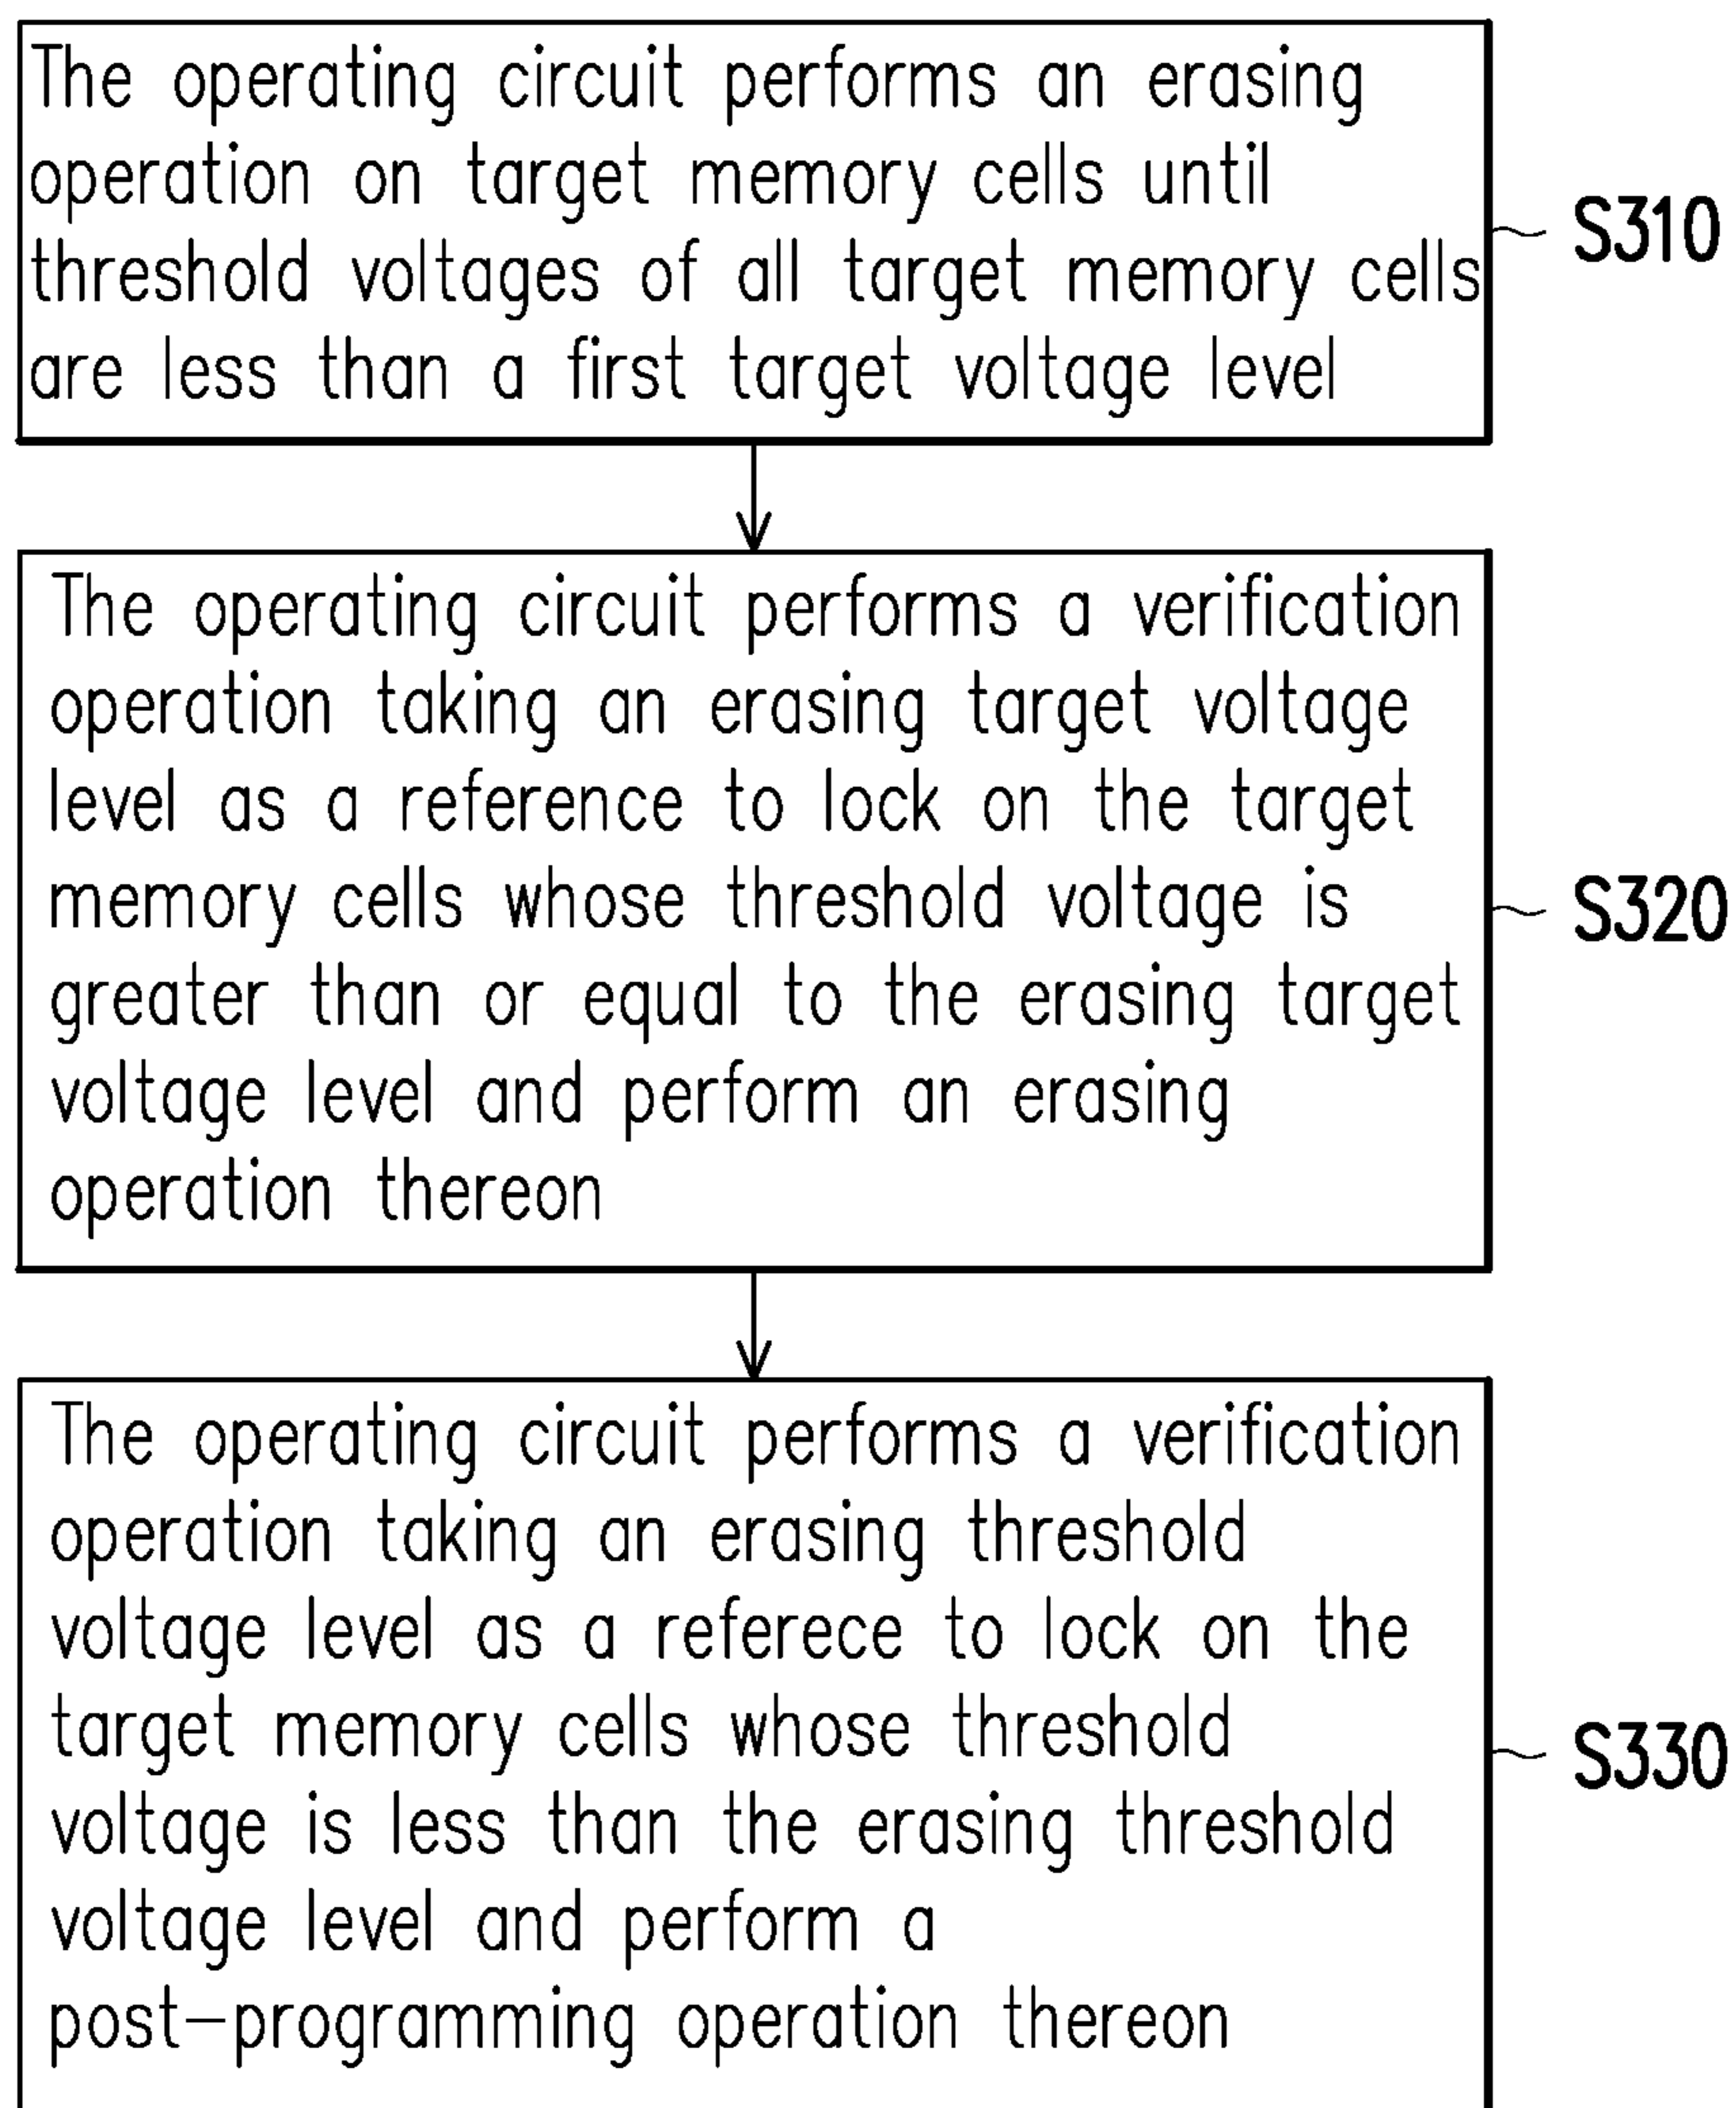 The operating circuit performs an erasing
operation on target memory cells until
threshold voltages of all target memory cells
are less than a first target voltage level
S310
The operating circuit performs a verification
operation taking an erasing target voltage
level as a reference to lock on the target
memory cells whose threshold voltage is
greater than or equal to the erasing target
voltage level and perform an erasing
operation thereon
S320
The operating circuit performs a verification
operation taking an erasing threshold
voltage level as a referece to lock on the
target memory cells whose threshold
voltage is less than the erasing threshold
voltage level and perform a
post-programming operation thereon
S330